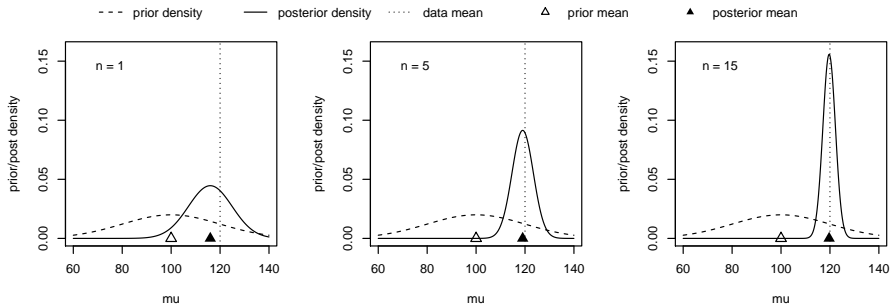 prior density posterior density data mean prior mean posterior mean
n = 1
prior/post density
0.00 0.05 0.10 0.15
60 80 100 120 140
mu
n = 5
prior/post density
0.00 0.05 0.10 0.15
60 80 100 120 140
mu
n = 15
prior/post density
0.00 0.05 0.10 0.15
60 80 100 120 140
mu